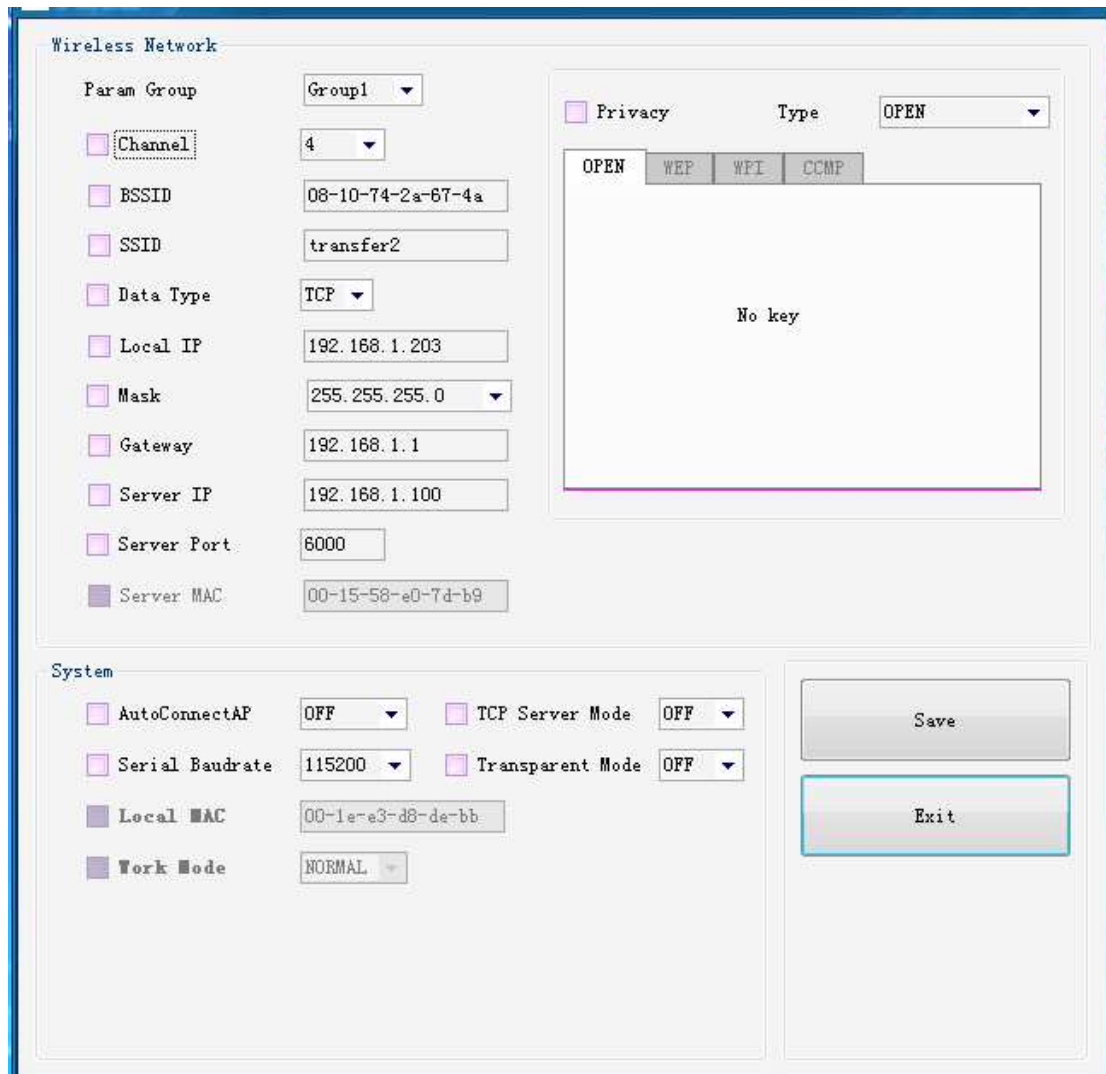 Wireless Network
Param Group Group1
Privacy Type OPEN
Channel 4
OPEN WEP WPI CCMP
BSSID 08-10-74-2a-67-4a
SSID transfer2
Data Type TCP
No key
Local IP 192.168.1.203
Mask 255.255.255.0
Gateway 192.168.1.1
Server IP 192.168.1.100
Server Port 6000
Server MAC 00-15-58-e0-7d-b9
System
AutoConnectAP OFF TCP Server Mode OFF
Save
Serial Baudrate 115200 Transparent Mode OFF
Local MAC 00-1e-e3-d8-de-bb
Exit
Work Mode NORMAL